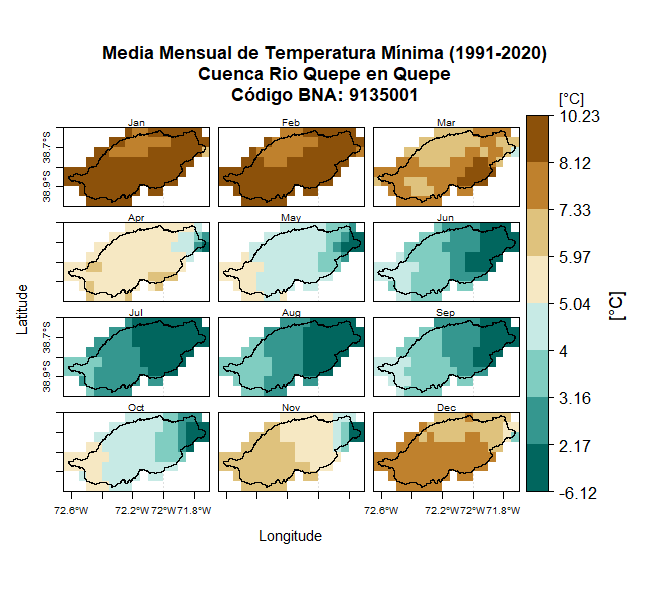 Media Mensual de Temperatura Mínima (1991-2020)
Cuenca Rio Quepe en Quepe
Código BNA: 9135001
[°C]
Jan Feb Mar
38.7°S
38.9°S
Apr May Jun
Jul Aug Sep
38.7°S
38.9°S
Oct Nov Dec
72.6°W 72.2°W 72°W 71.8°W 72.6°W 72.2°W 72°W 71.8°W
Latitude
Longitude
10.23
8.12
7.33
5.97
5.04
4
3.16
2.17
-6.12
[°C]